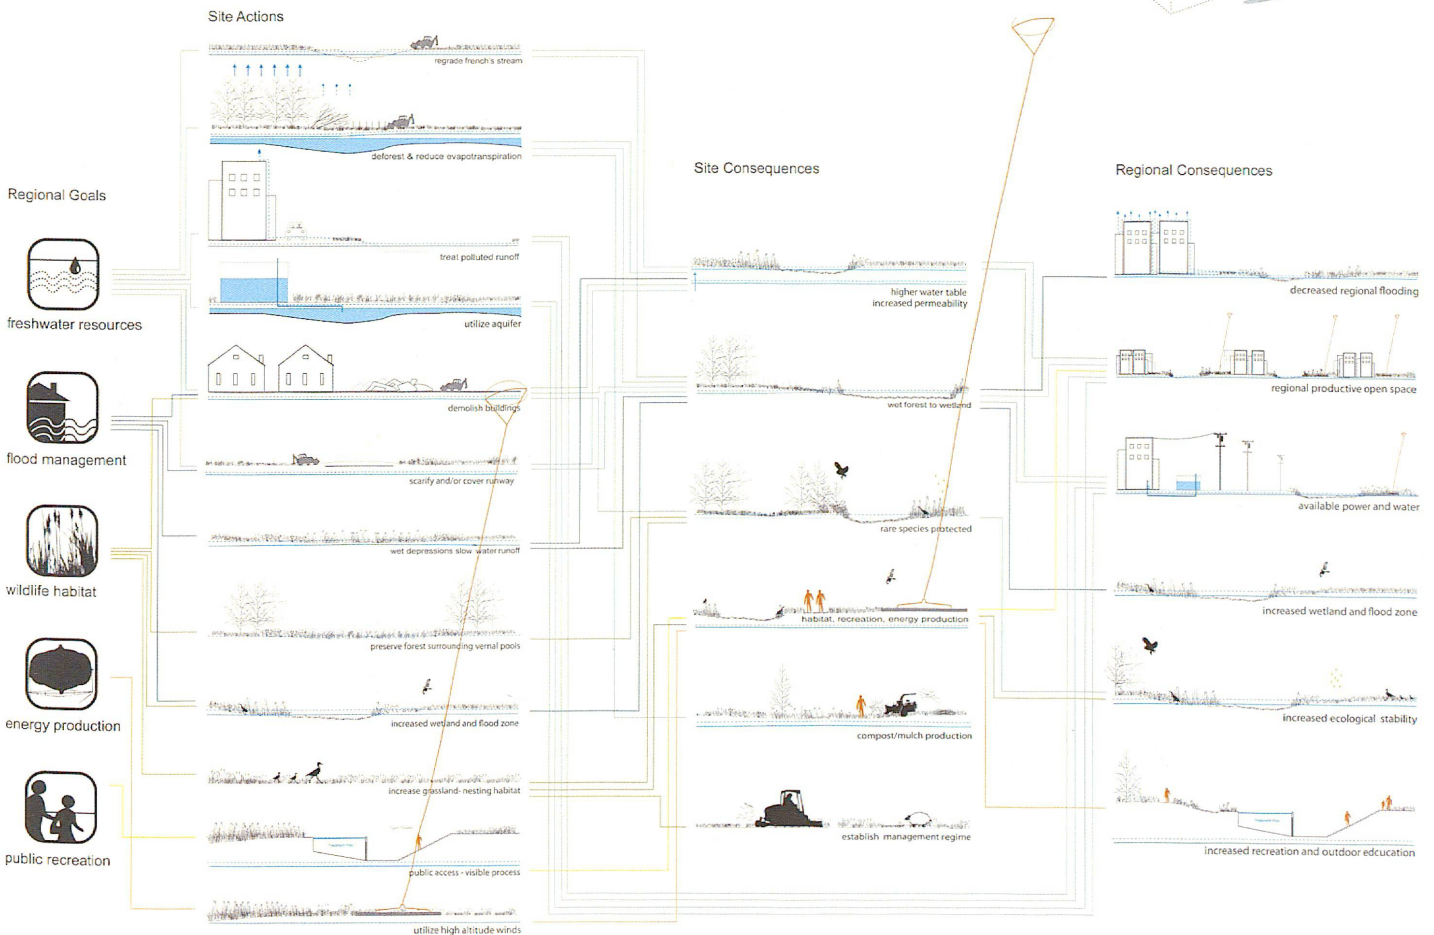 Site Actions
regrade french's stream
deforest & reduce evapotranspiration
treat polluted runoff
utilize aquifer
demolish buildings
scarify and/or cover runway
wet depressions slow water runoff
preserve forest surrounding vernal pools
increased wetland and flood zone
increase grassland- nesting habitat
public access - visible process
utilize high altitude winds
Regional Goals
freshwater resources
flood management
wildlife habitat
energy production
public recreation
Site Consequences
higher water table
increased permeability
wet forest to wetland
rare species protected
habitat, recreation, energy production
compost/mulch production
establish management regime
Regional Consequences
decreased regional flooding
regional productive open space
available power and water
increased wetland and flood zone
increased ecological stability
increased recreation and outdoor edcucation